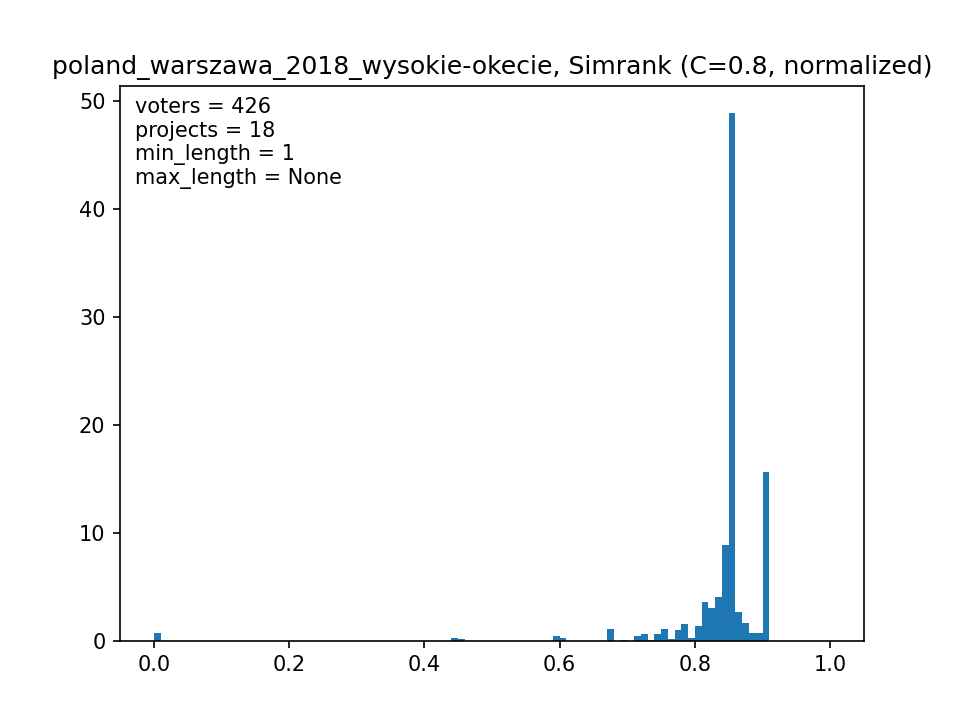 poland_warszawa_2018_wysokie-okecie, Simrank (C=0.8, normalized)
voters = 426
projects = 18
min_length = 1
max_length = None
50
40
30
20
10
0
0.0 0.2 0.4 0.6 0.8 1.0